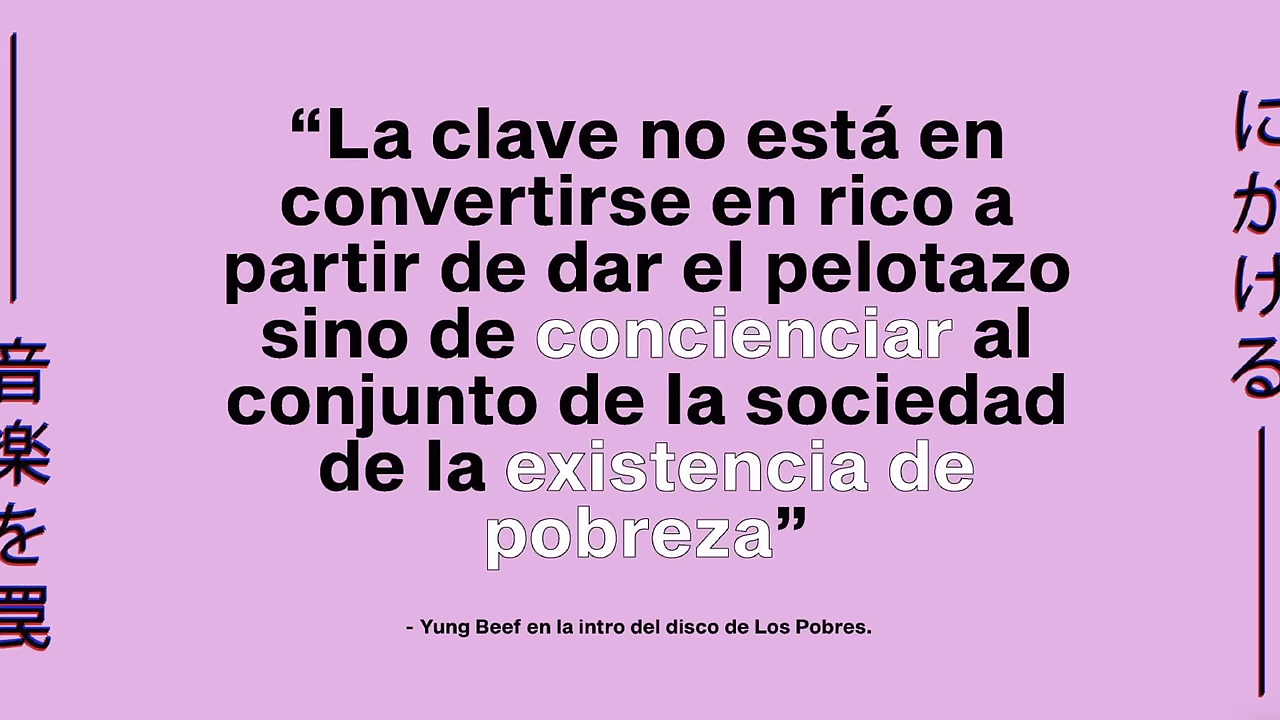 “La clave no está en
convertirse en rico a
partir de dar el pelotazo
sino de concienciar al
conjunto de la sociedad
de la existencia de
pobreza”
- Yung Beef en la intro del disco de Los Pobres.
音楽を罠
にかける